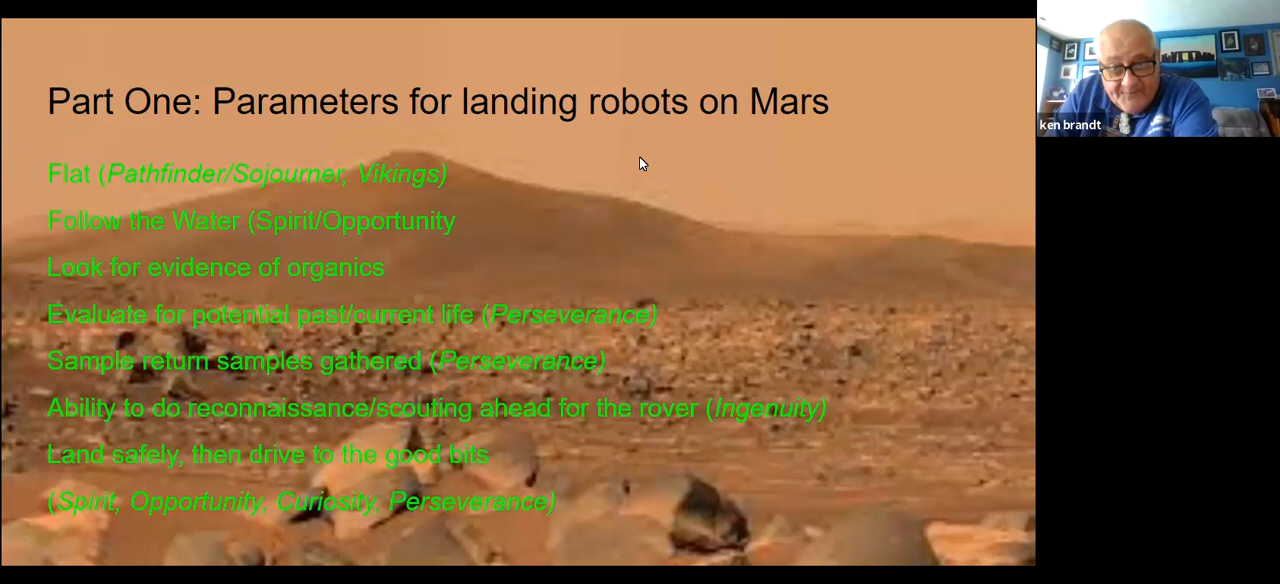 Part One: Parameters for landing robots on Mars
Flat (Pathfinder/Sojourner, Vikings)
Follow the Water (Spirit/Opportunity
Look for evidence of organics
Evaluate for potential past/current life (Perseverance)
Sample return samples gathered (Perseverance)
Ability to do reconnaissance/scouting ahead for the rover (Ingenuity)
Land safely, then drive to the good bits
(Spirit, Opportunity, Curiosity, Perseverance)
ken brandt